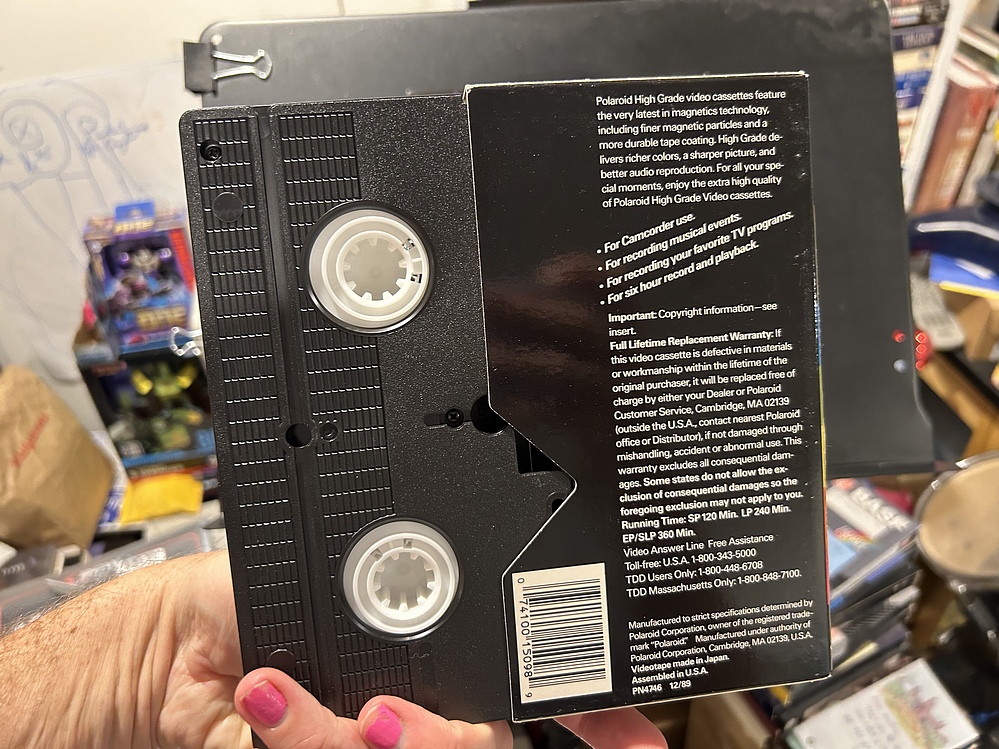 Polaroid High Grade video cassettes feature
the very latest in magnetics technology,
including finer magnetic particles and a
more durable tape coating. High Grade de-
livers richer colors, a sharper picture, and
better audio reproduction. For all your spe-
cial moments, enjoy the extra high quality
of Polaroid High Grade Video cassettes.
• For Camcorder use.
• For recording musical events.
• For recording your favorite TV programs.
• For six hour record and playback.
Important: Copyright information—see
insert.
Full Lifetime Replacement Warranty: If
this video cassette is defective in materials
or workmanship within the lifetime of the
original purchaser, it will be replaced free of
charge by either your Dealer or Polaroid
Customer Service, Cambridge, MA 02139
(outside the U.S.A., contact nearest Polaroid
office or Distributor), if not damaged through
mishandling, accident or abnormal use. This
warranty excludes all consequential dam-
ages. Some states do not allow the ex-
clusion of consequential damages so the
foregoing exclusion may not apply to you.
Running Time: SP 120 Min. LP 240 Min.
EP/SLP 360 Min.
Video Answer Line Free Assistance
Toll-free: U.S.A. 1-800-343-5000
TDD Users Only: 1-800-448-6708
TDD Massachusetts Only: 1-800-848-7100.
Manufactured to strict specifications determined by
Polaroid Corporation, owner of the registered trade-
mark "Polaroid." Manufactured under authority of
Polaroid Corporation, Cambridge, MA 02139, U.S.A.
Videotape made in Japan.
Assembled in U.S.A.
PN4746 12/89
0 74100 15098 9